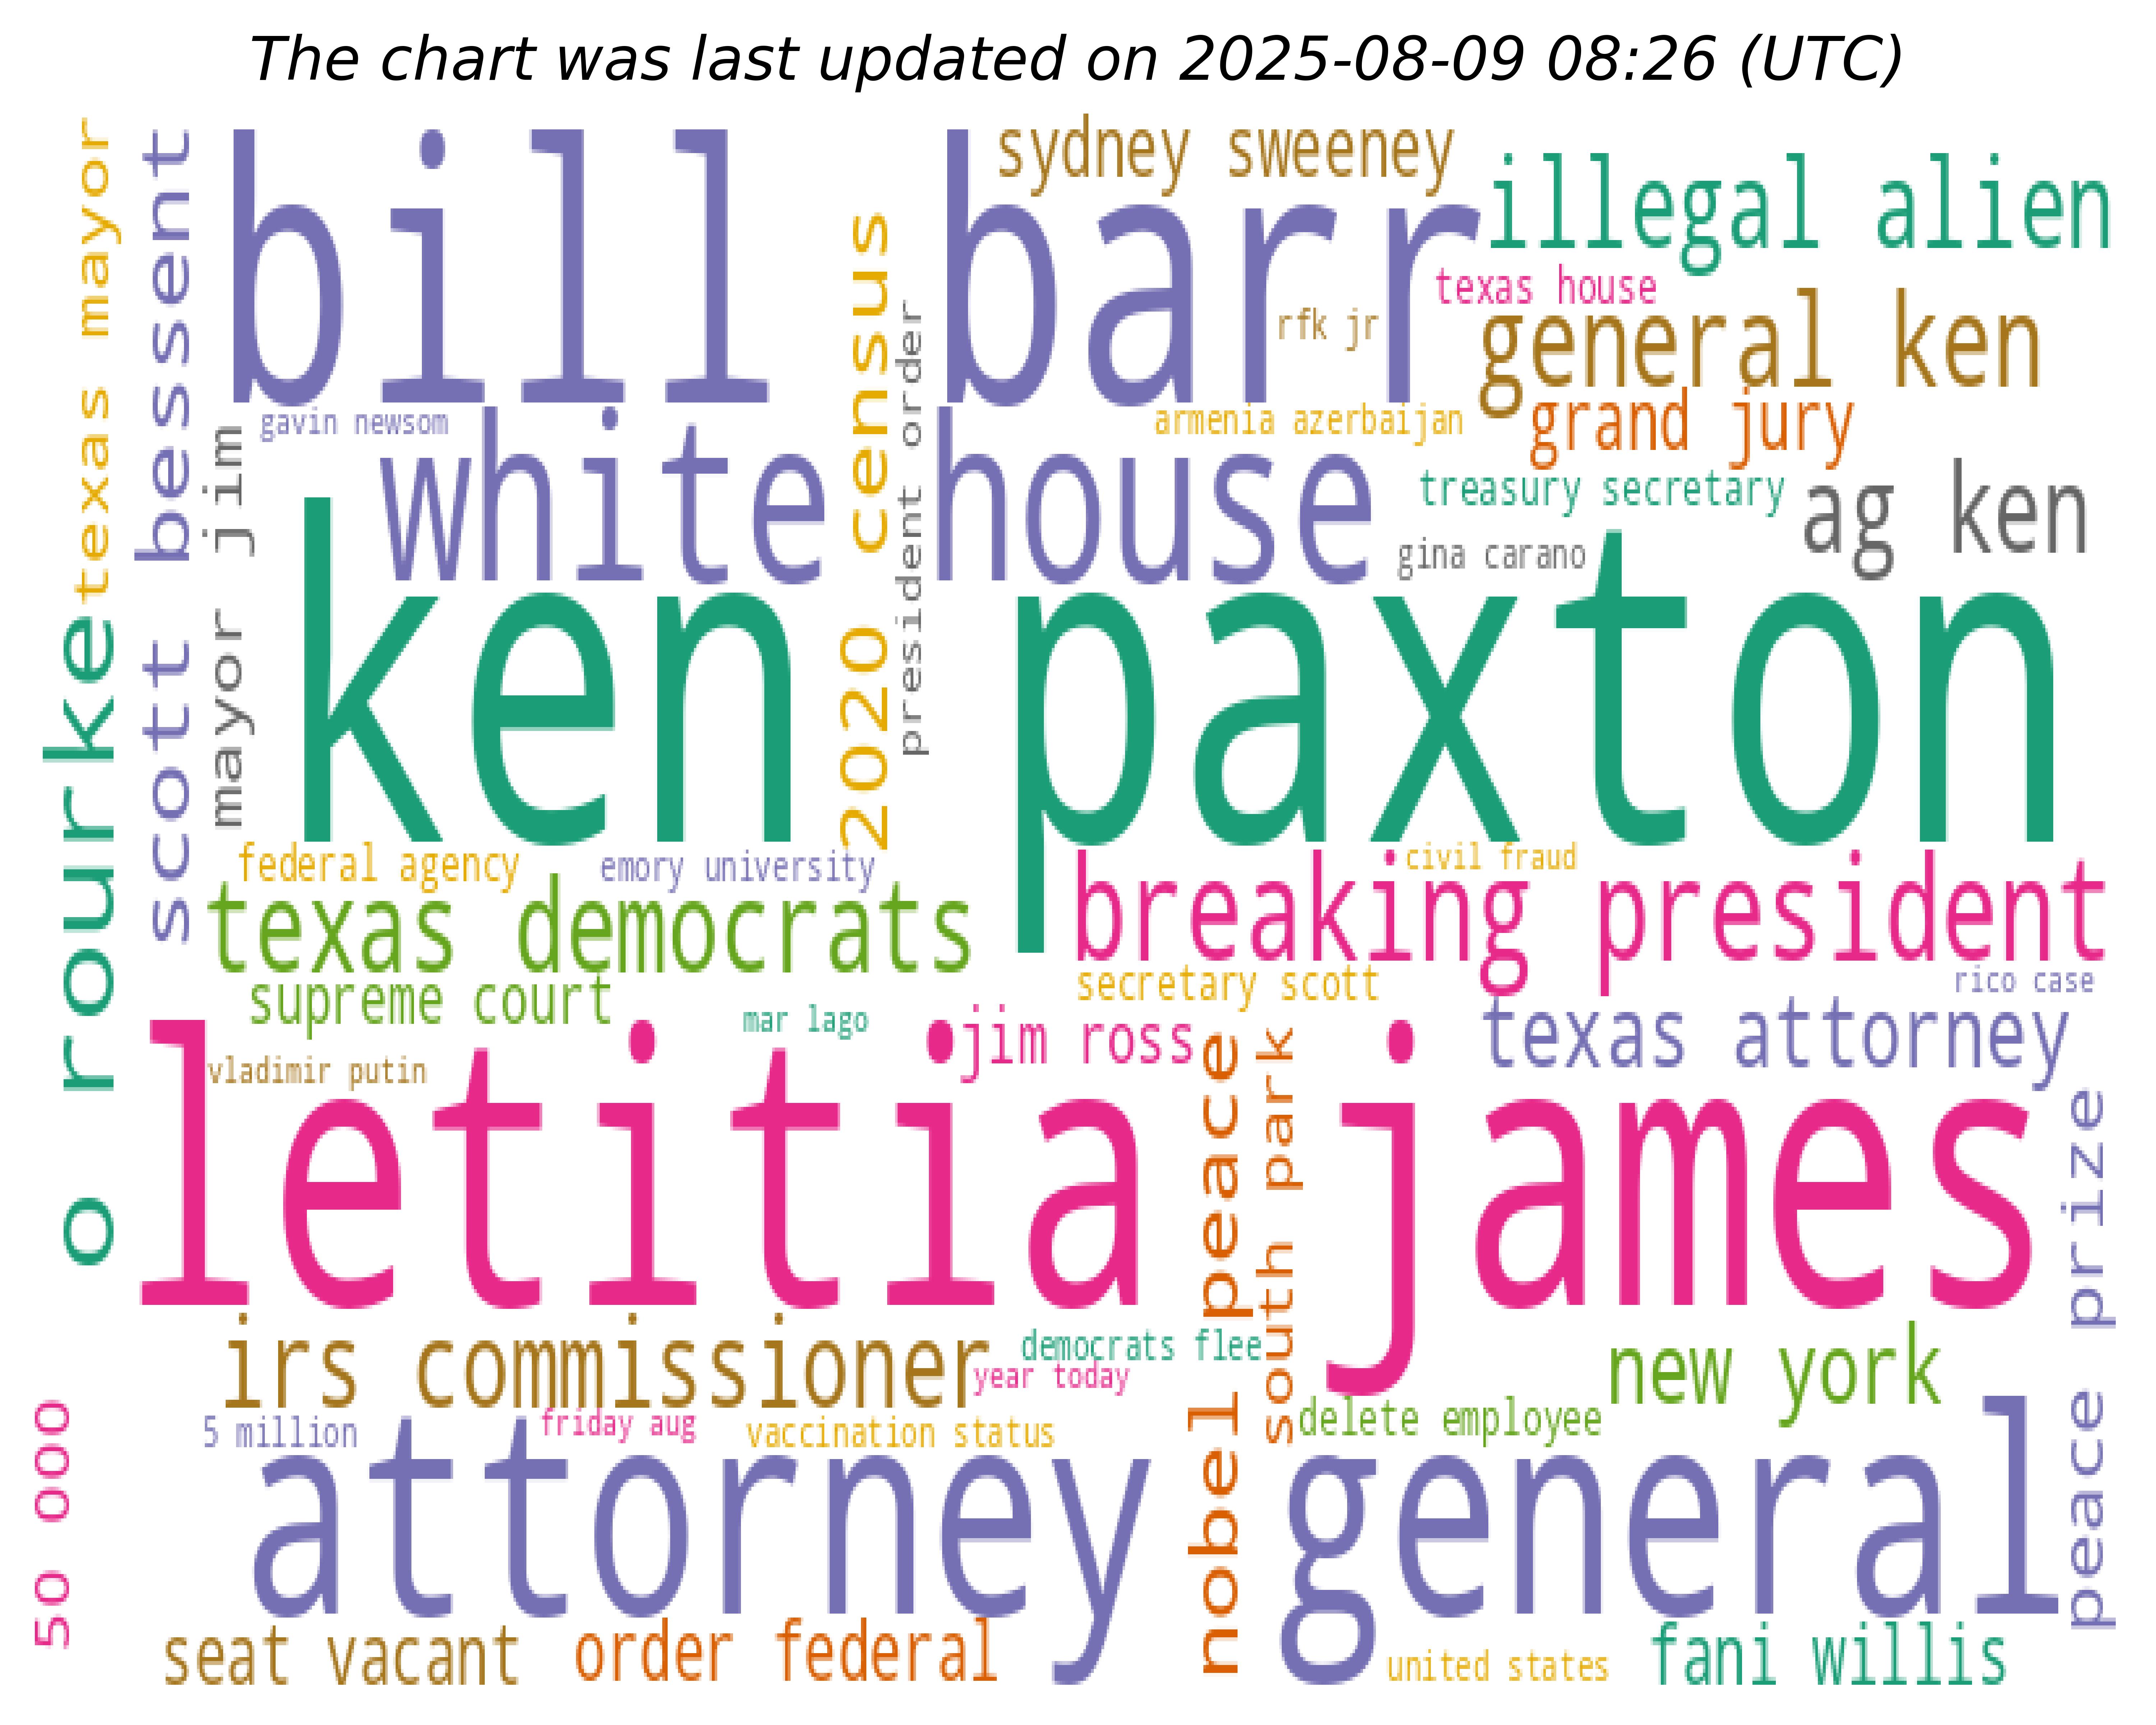 The chart was last updated on 2025-08-09 08:26 (UTC)
texas mayor
scott bessent
bill barr
sydney sweeney
illegal alien
texas house
rfk jr
general ken
2020 census
president order
gavin newsom
armenia azerbaijan
grand jury
mayor jim
white house
treasury secretary
ag ken
gina carano
o rourke
ken paxton
federal agency
emory university
civil fraud
texas democrats
breaking president
supreme court
secretary scott
rico case
mar lago
jim ross
texas attorney
vladimir putin
letitia james
nobel peace
south park
peace prize
irs commissioner
democrats flee
year today
new york
50 000
5 million
friday aug
vaccination status
delete employee
attorney general
seat vacant
order federal
united states
fani willis